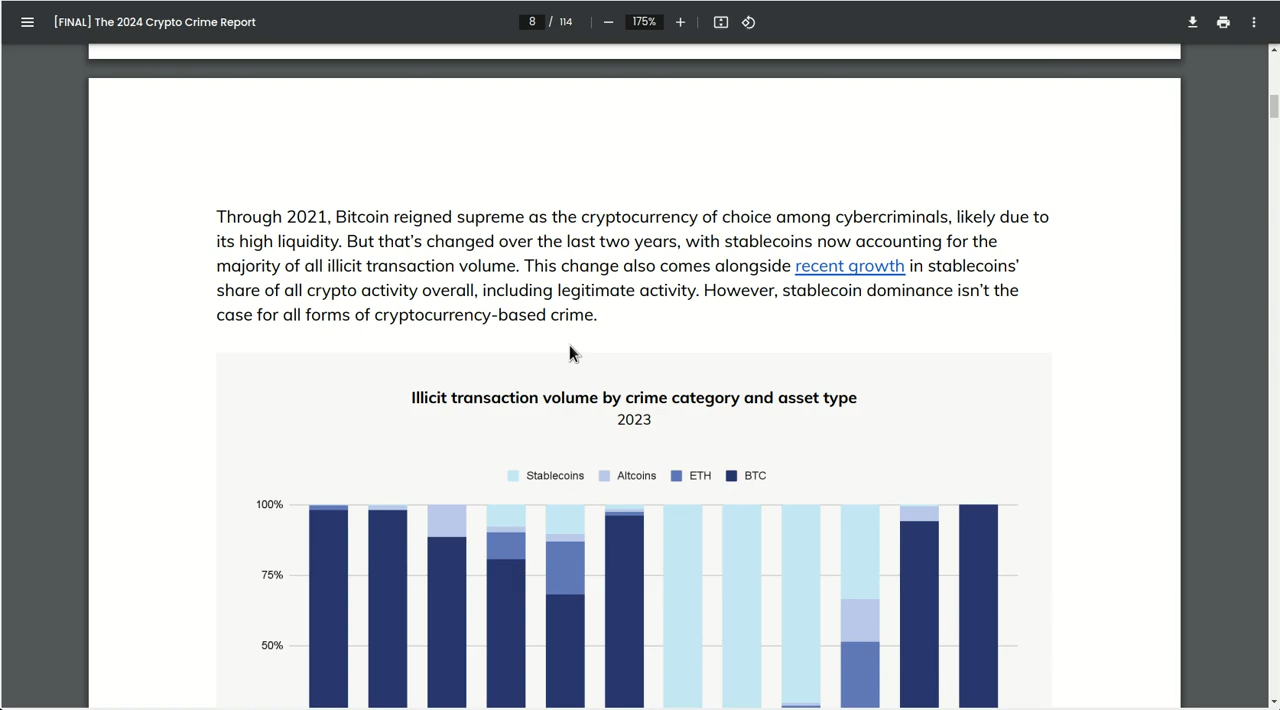 [FINAL] The 2024 Crypto Crime Report
8 / 114
175%
Through 2021, Bitcoin reigned supreme as the cryptocurrency of choice among cybercriminals, likely due to
its high liquidity. But that’s changed over the last two years, with stablecoins now accounting for the
majority of all illicit transaction volume. This change also comes alongside recent growth in stablecoins’
share of all crypto activity overall, including legitimate activity. However, stablecoin dominance isn’t the
case for all forms of cryptocurrency-based crime.
Illicit transaction volume by crime category and asset type
2023
Stablecoins Altcoins ETH BTC
100%
75%
50%